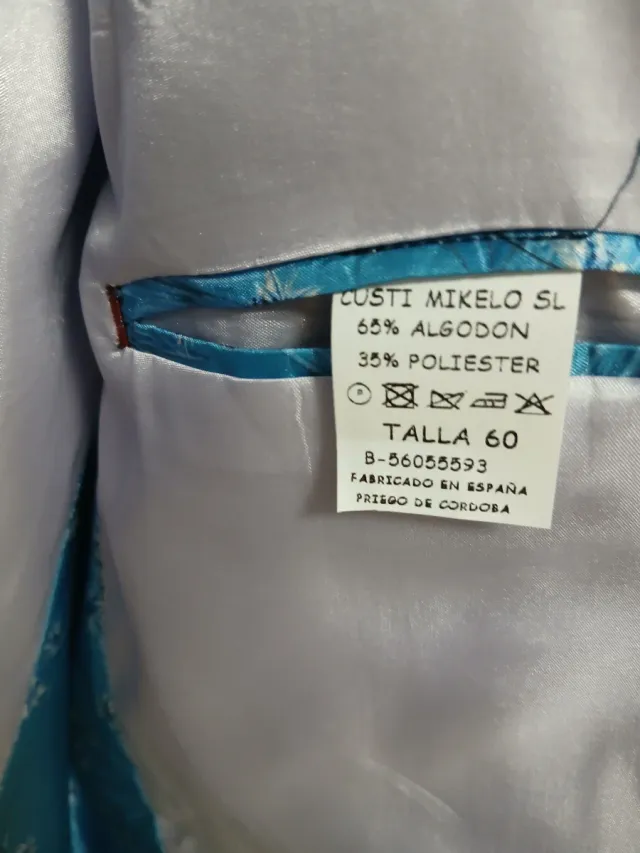 CUSTI MIKELO SL
65% ALGODON
35% POLIESTER
TALLA 60
B-56055593
FABRICADO EN ESPAÑA
PRIEGO DE CORDOBA